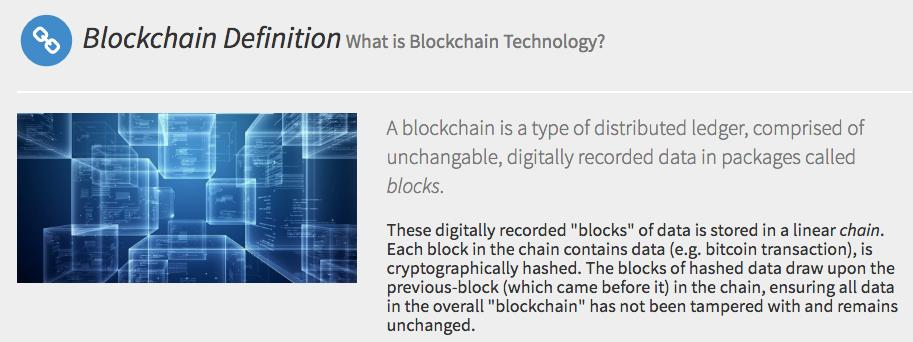 Blockchain Definition What is Blockchain Technology?
A blockchain is a type of distributed ledger, comprised of
unchangable, digitally recorded data in packages called
blocks.
These digitally recorded "blocks" of data is stored in a linear chain.
Each block in the chain contains data (e.g. bitcoin transaction), is
cryptographically hashed. The blocks of hashed data draw upon the
previous-block (which came before it) in the chain, ensuring all data
in the overall "blockchain" has not been tampered with and remains
unchanged.